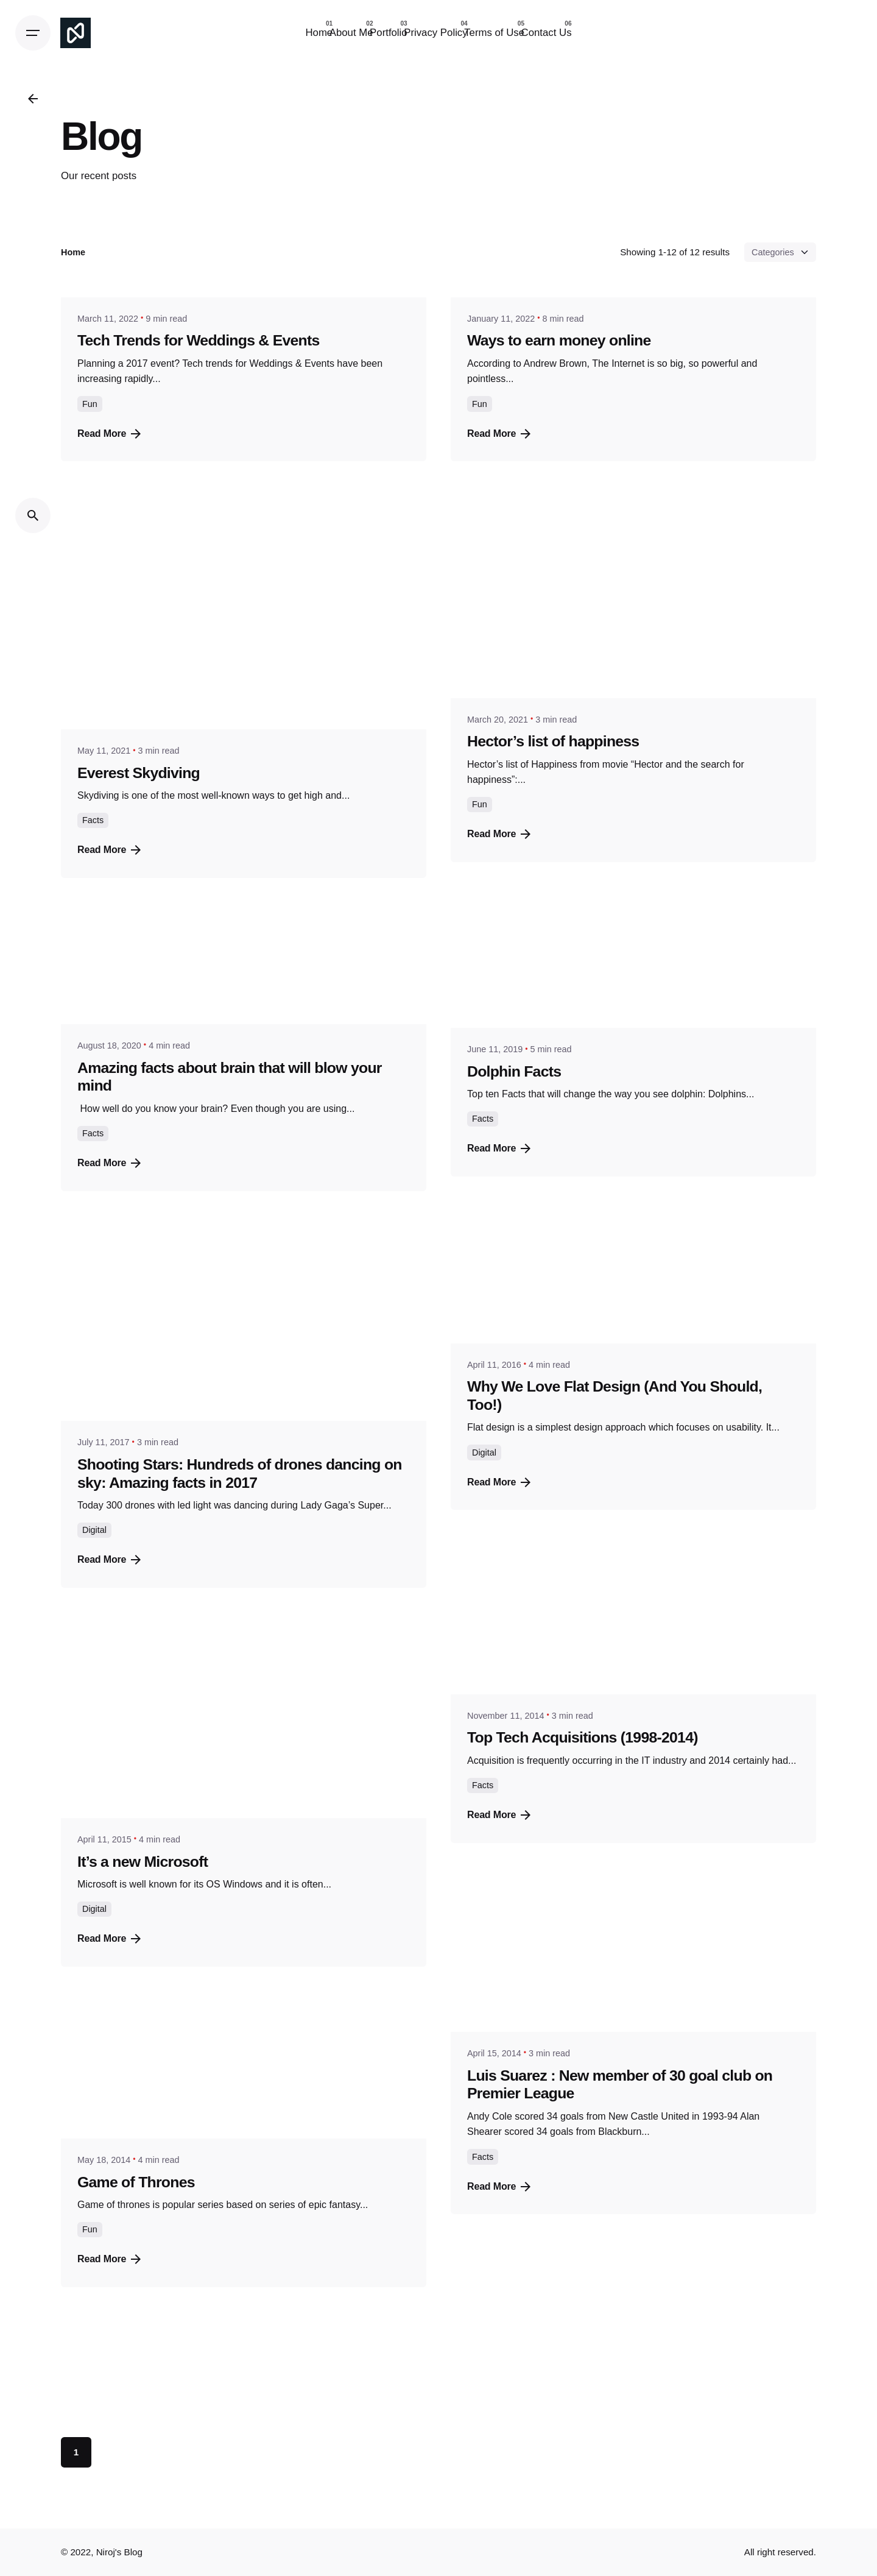 01
Home
02
About Me
03
Portfolio
04
Privacy Policy
05
Terms of Use
06
Contact Us
Blog
Our recent posts
Home
Showing 1-12 of 12 results
Categories
March 11, 2022 • 9 min read
Tech Trends for Weddings & Events
Planning a 2017 event? Tech trends for Weddings & Events have been
increasing rapidly...
Fun
Read More
January 11, 2022 • 8 min read
Ways to earn money online
According to Andrew Brown, The Internet is so big, so powerful and
pointless...
Fun
Read More
May 11, 2021 • 3 min read
Everest Skydiving
Skydiving is one of the most well-known ways to get high and...
Facts
Read More
March 20, 2021 • 3 min read
Hector’s list of happiness
Hector’s list of Happiness from movie “Hector and the search for
happiness”:...
Fun
Read More
August 18, 2020 • 4 min read
Amazing facts about brain that will blow your
mind
How well do you know your brain? Even though you are using...
Facts
Read More
June 11, 2019 • 5 min read
Dolphin Facts
Top ten Facts that will change the way you see dolphin: Dolphins...
Facts
Read More
July 11, 2017 • 3 min read
Shooting Stars: Hundreds of drones dancing on
sky: Amazing facts in 2017
Today 300 drones with led light was dancing during Lady Gaga’s Super...
Digital
Read More
April 11, 2016 • 4 min read
Why We Love Flat Design (And You Should,
Too!)
Flat design is a simplest design approach which focuses on usability. It...
Digital
Read More
April 11, 2015 • 4 min read
It’s a new Microsoft
Microsoft is well known for its OS Windows and it is often...
Digital
Read More
November 11, 2014 • 3 min read
Top Tech Acquisitions (1998-2014)
Acquisition is frequently occurring in the IT industry and 2014 certainly had...
Facts
Read More
May 18, 2014 • 4 min read
Game of Thrones
Game of thrones is popular series based on series of epic fantasy...
Fun
Read More
April 15, 2014 • 3 min read
Luis Suarez : New member of 30 goal club on
Premier League
Andy Cole scored 34 goals from New Castle United in 1993-94 Alan
Shearer scored 34 goals from Blackburn...
Facts
Read More
1
© 2022, Niroj's Blog
All right reserved.